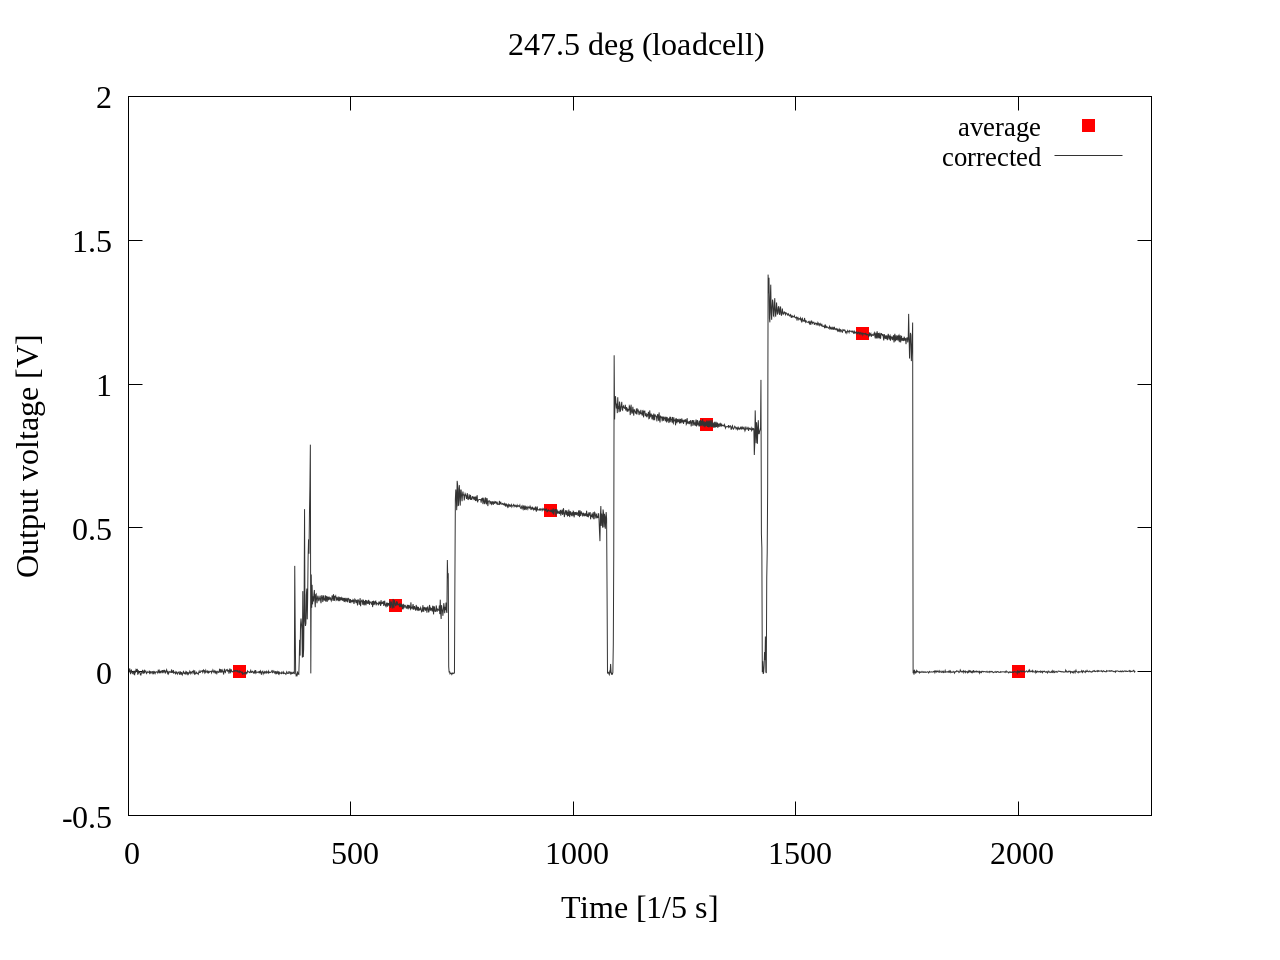 247.5 deg (loadcell)
2
1.5
1
0.5
0
-0.5
Output voltage [V]
average
corrected
0 500 1000 1500 2000
Time [1/5 s]